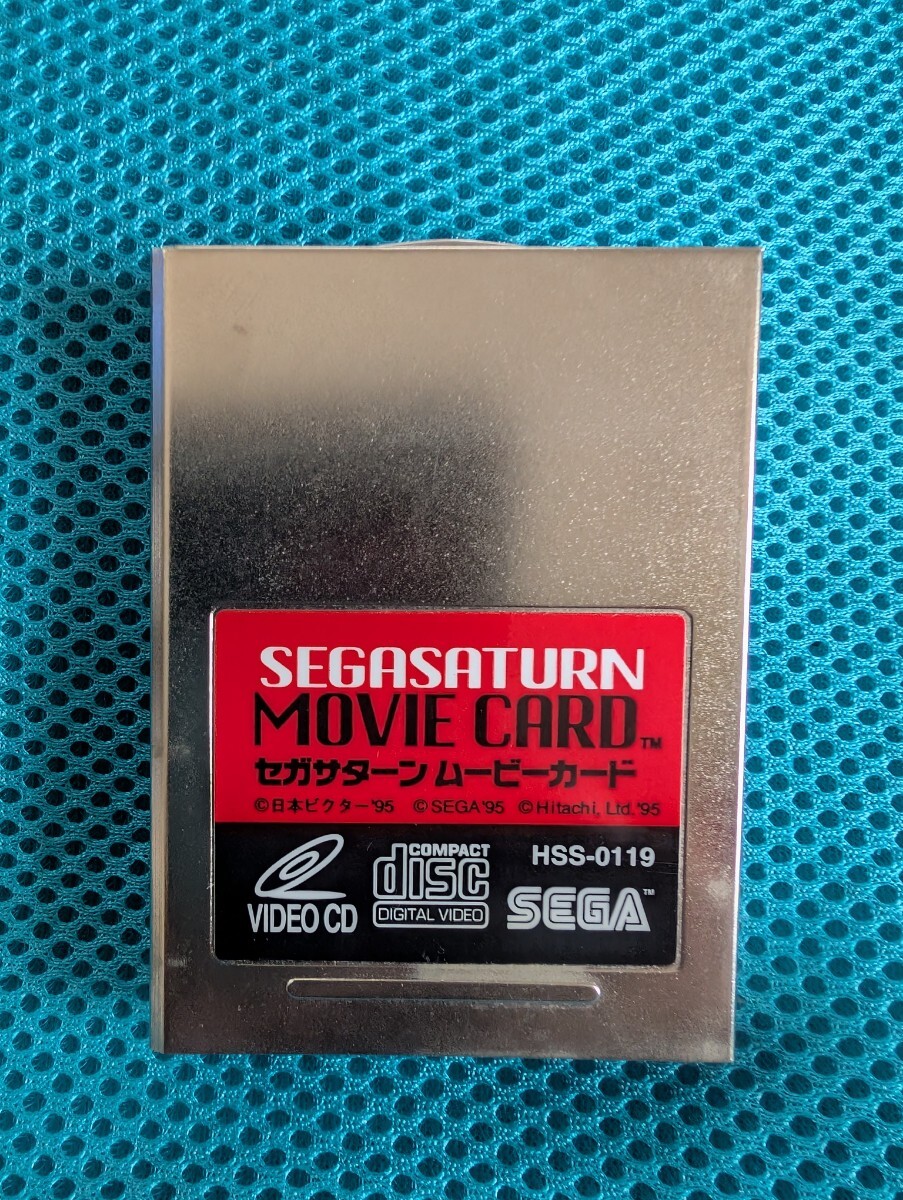 SEGASATURN
MOVIE CARD™
セガサターン ムービーカード
©日本ビクター'95 ©SEGA'95 ©Hitachi, Ltd.'95
HSS-0119
VIDEO CD
COMPACT
disc
DIGITAL VIDEO
SEGA™